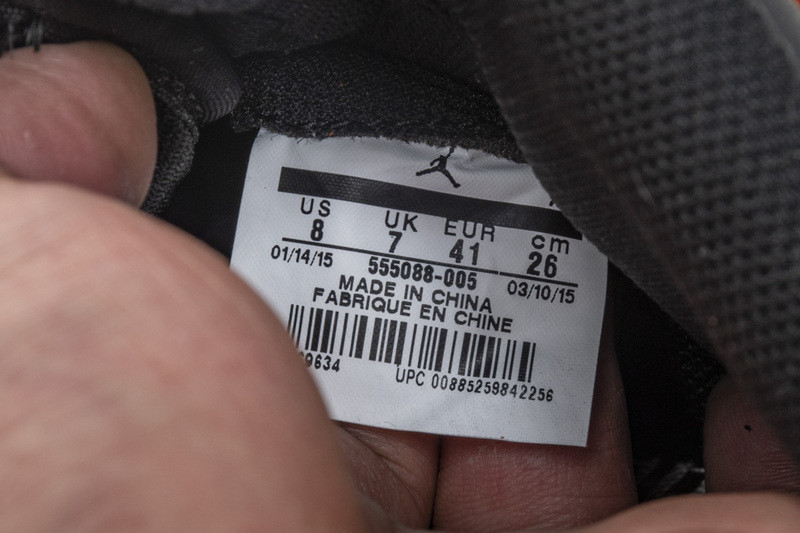 US UK EUR cm
8 7 41 26
01/14/15 555088-005 03/10/15
MADE IN CHINA
FABRIQUE EN CHINE
9634
UPC 00885259842256